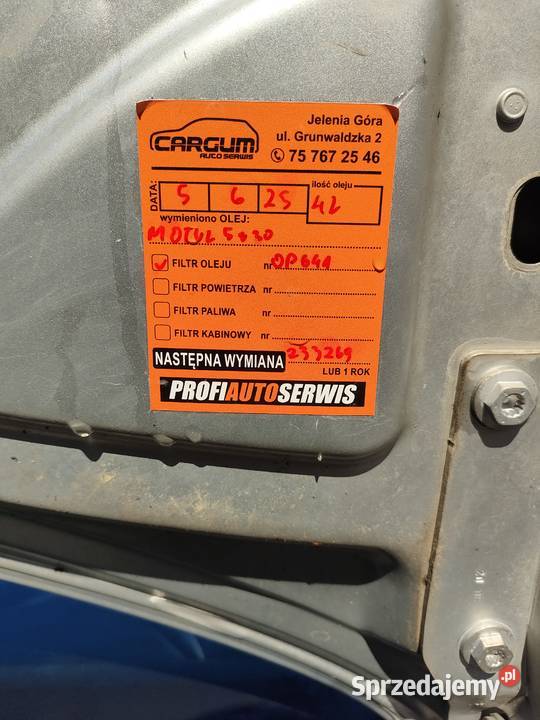 CARGUM
AUTO SERWIS
Jelenia Góra
ul. Grunwaldzka 2
75 767 25 46
DATA: 5 6 25
ilość oleju 4L
wymieniono OLEJ:
MOTUL 5w30
FILTR OLEJU nr OP641
FILTR POWIETRZA nr
FILTR PALIWA nr
FILTR KABINOWY nr
NASTĘPNA WYMIANA 233269
LUB 1 ROK
PROFIAUTOSERWIS
Sprzedajemy.pl